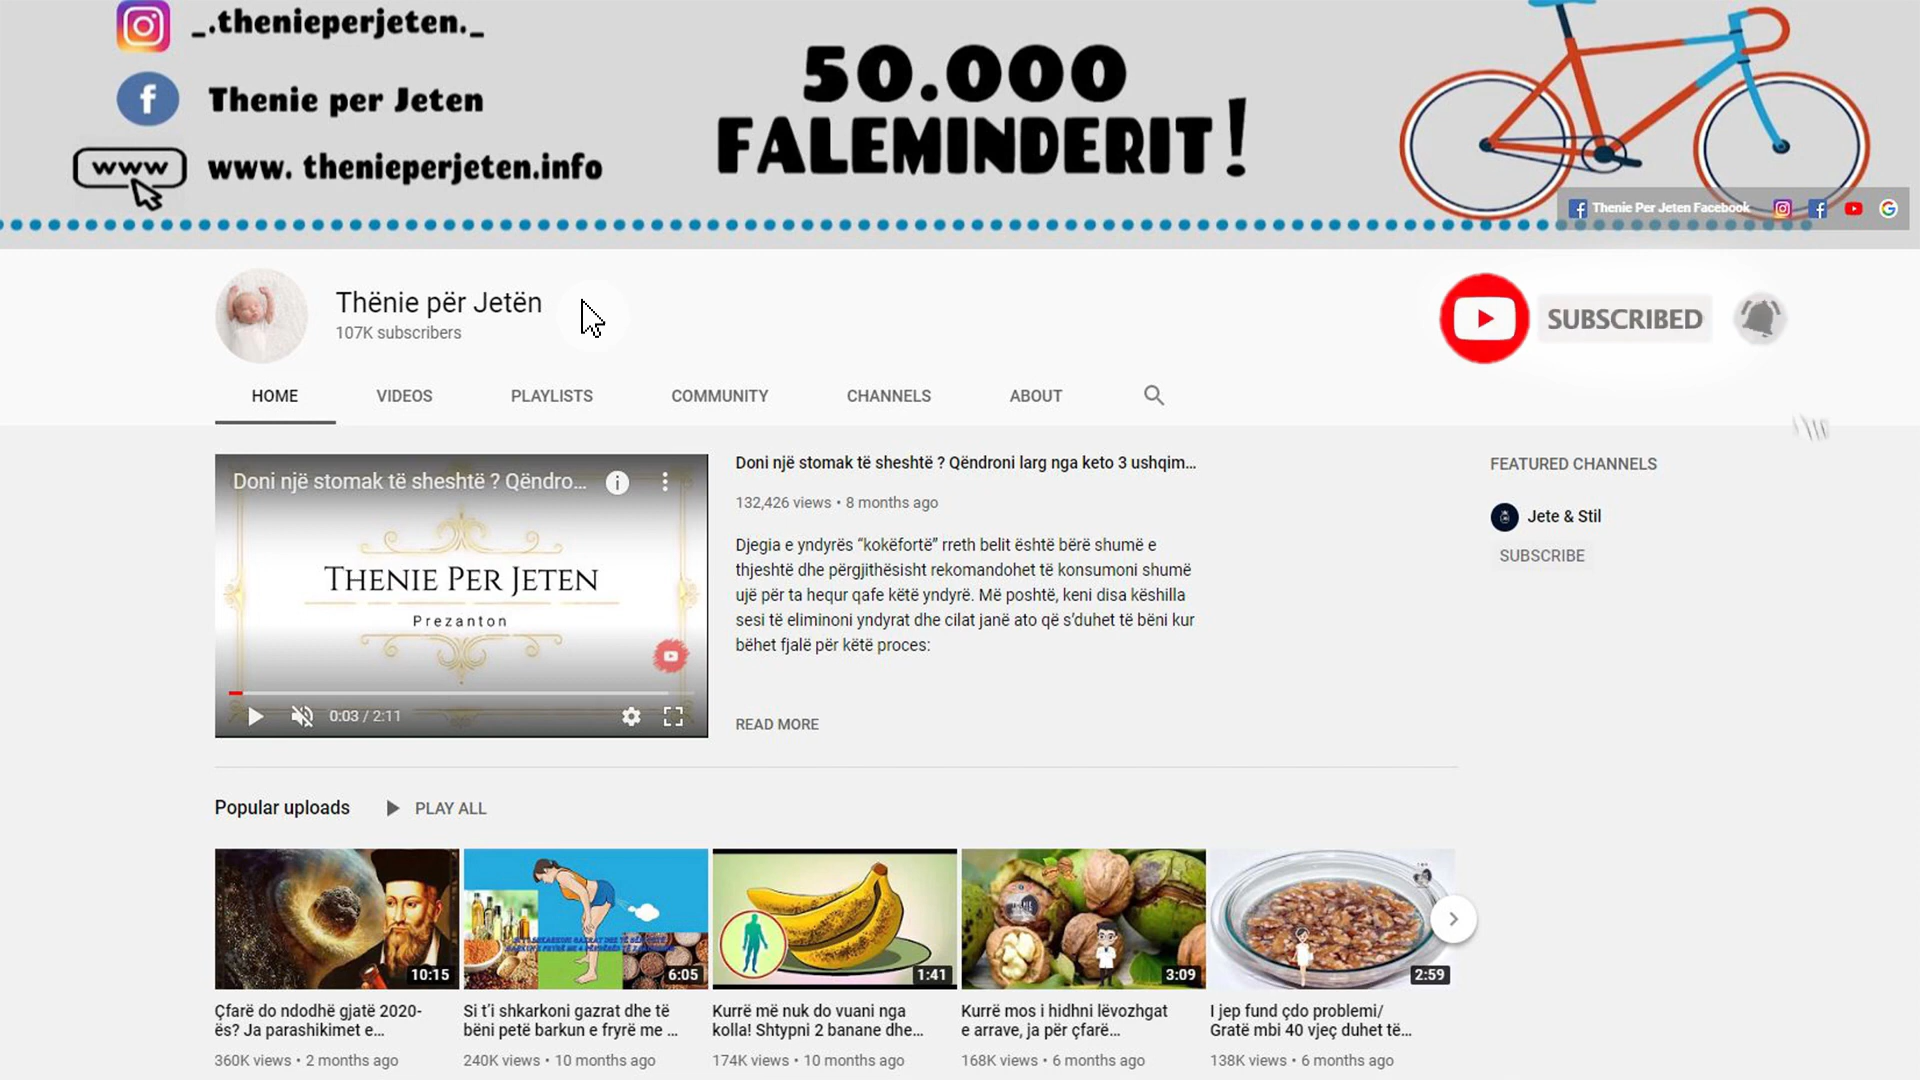 _.thenieperjeten._
Thenie per Jeten
www
www. thenieperjeten.info
50.000
FALEMINDERIT!
Thenie Per Jeten Facebook
Thënie për Jetën
107K subscribers
SUBSCRIBED
HOME
VIDEOS
PLAYLISTS
COMMUNITY
CHANNELS
ABOUT
Doni një stomak të sheshtë ? Qëndro...
THENIE PER JETEN
Prezanton
0:03 / 2:11
Doni një stomak të sheshtë ? Qëndroni larg nga keto 3 ushqim...
132,426 views • 8 months ago
Djegia e yndyrës “kokëfortë” rreth belit është bërë shumë e
thjeshtë dhe përgjithësisht rekomandohet të konsumoni shumë
ujë për ta hequr qafe këtë yndyrë. Më poshtë, keni disa këshilla
sesi të eliminoni yndyrat dhe cilat janë ato që s’duhet të bëni kur
bëhet fjalë për këtë proces:
READ MORE
FEATURED CHANNELS
Jete & Stil
SUBSCRIBE
Popular uploads
PLAY ALL
10:15
6:05
1:41
3:09
2:59
Çfarë do ndodhë gjatë 2020-
ës? Ja parashikimet e...
360K views • 2 months ago
Si t’i shkarkoni gazrat dhe të
bëni petë barkun e fryrë me ...
240K views • 10 months ago
Kurrë më nuk do vuani nga
kolla! Shtypni 2 banane dhe...
174K views • 10 months ago
Kurrë mos i hidhni lëvozhgat
e arrave, ja për çfarë...
168K views • 6 months ago
I jep fund çdo problemi/
Gratë mbi 40 vjeç duhet të...
138K views • 6 months ago